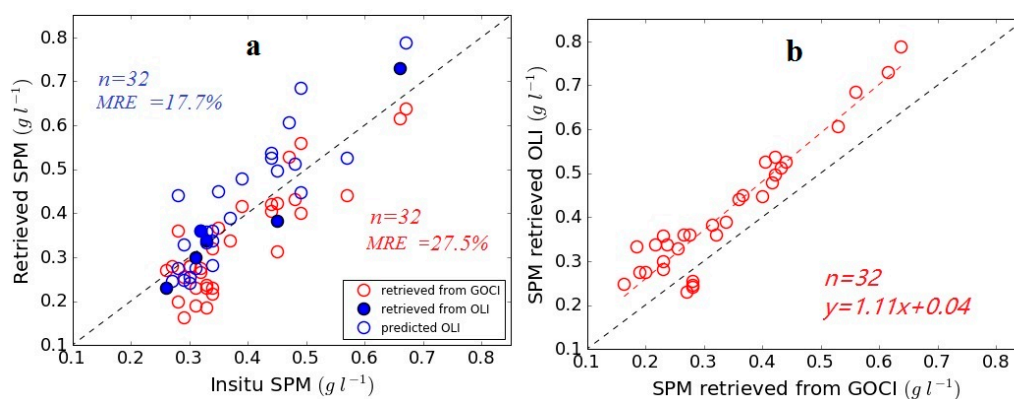 a
n=32
MRE =17.7%
n=32
MRE =27.5%
retrieved from GOCI
retrieved from OLI
predicted OLI
Retrieved SPM (g l⁻¹)
0.8
0.7
0.6
0.5
0.4
0.3
0.2
0.1
0.1 0.2 0.3 0.4 0.5 0.6 0.7 0.8
Insitu SPM (g l⁻¹)
b
n=32
y=1.11x+0.04
SPM retrieved OLI (g l⁻¹)
0.8
0.7
0.6
0.5
0.4
0.3
0.2
0.1
0.1 0.2 0.3 0.4 0.5 0.6 0.7 0.8
SPM retrieved from GOCI (g l⁻¹)